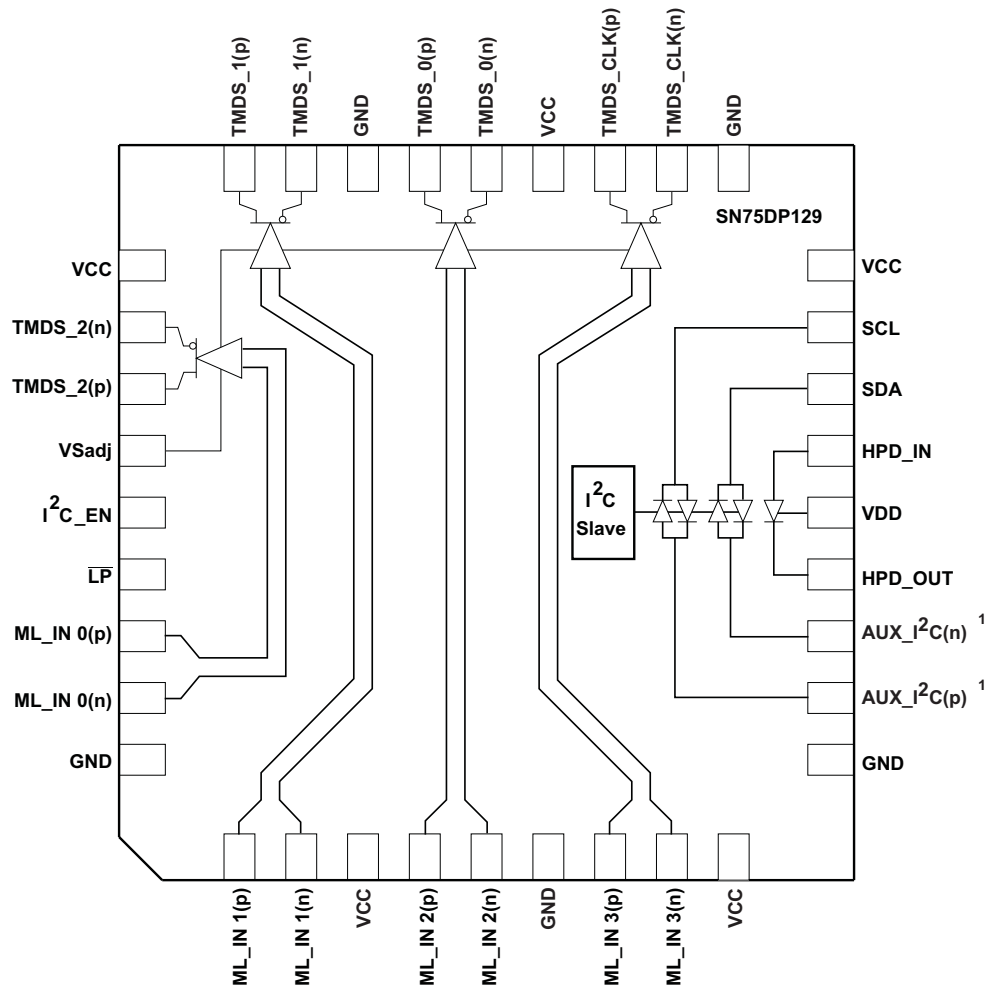 TMDS_1(p)
TMDS_1(n)
GND
TMDS_0(p)
TMDS_0(n)
VCC
TMDS_CLK(p)
TMDS_CLK(n)
GND
SN75DP129
VCC
TMDS_2(n)
TMDS_2(p)
VSadj
I²C_EN
L̅P̅
ML_IN 0(p)
ML_IN 0(n)
GND
I²C
Slave
VCC
SCL
SDA
HPD_IN
VDD
HPD_OUT
AUX_I²C(n) ¹
AUX_I²C(p) ¹
GND
ML_IN 1(p)
ML_IN 1(n)
VCC
ML_IN 2(p)
ML_IN 2(n)
GND
ML_IN 3(p)
ML_IN 3(n)
VCC